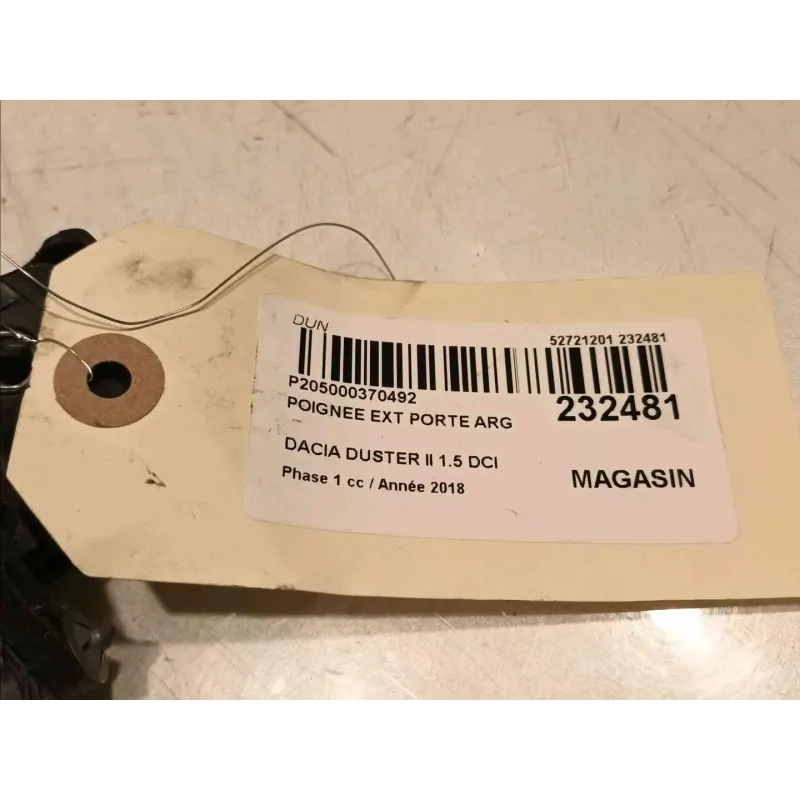 DUN
52721201 232481
P205000370492
232481
POIGNEE EXT PORTE ARG
DACIA DUSTER II 1.5 DCI
Phase 1 cc / Année 2018
MAGASIN